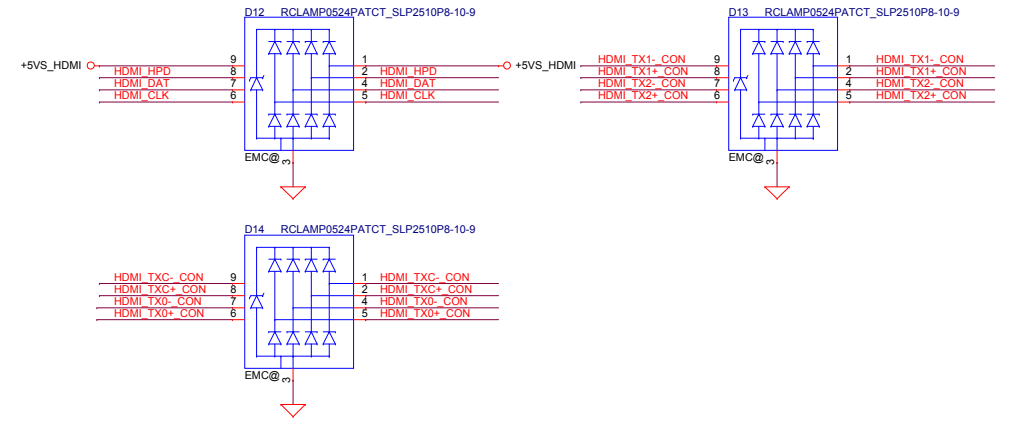 D12 RCLAMP0524PATCT_SLP2510P8-10-9
+5VS_HDMI 9 1 +5VS_HDMI
HDMI_HPD 8 2 HDMI_HPD
HDMI_DAT 7 4 HDMI_DAT
HDMI_CLK 6 5 HDMI_CLK
EMC@ 3
D13 RCLAMP0524PATCT_SLP2510P8-10-9
HDMI_TX1-_CON 9 1 HDMI_TX1-_CON
HDMI_TX1+_CON 8 2 HDMI_TX1+_CON
HDMI_TX2-_CON 7 4 HDMI_TX2-_CON
HDMI_TX2+_CON 6 5 HDMI_TX2+_CON
EMC@ 3
D14 RCLAMP0524PATCT_SLP2510P8-10-9
HDMI_TXC-_CON 9 1 HDMI_TXC-_CON
HDMI_TXC+_CON 8 2 HDMI_TXC+_CON
HDMI_TX0-_CON 7 4 HDMI_TX0-_CON
HDMI_TX0+_CON 6 5 HDMI_TX0+_CON
EMC@ 3